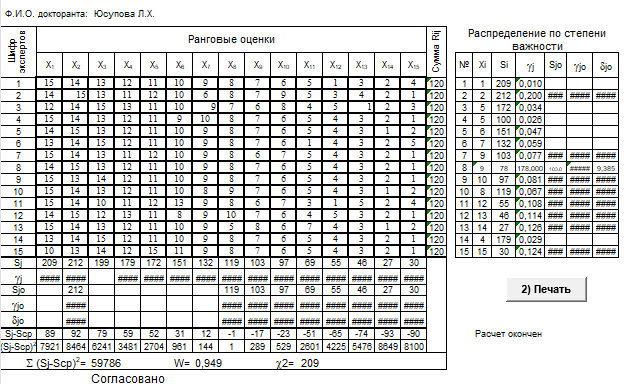 Ф.И.О. докторанта: Юсупова Л.Х.
Шифр экспертов
Ранговые оценки
Сумма Rij
X1 X2 X3 X4 X5 X6 X7 X8 X9 X10 X11 X12 X13 X14 X15
1 15 14 13 12 11 10 9 8 7 6 5 1 3 2 4 120
2 14 15 13 11 12 10 6 8 7 9 5 3 4 2 1 120
3 12 14 15 13 11 10 9 7 6 8 4 5 1 2 3 120
4 15 14 13 12 11 9 10 8 7 6 5 4 3 2 1 120
5 14 15 13 12 11 10 9 8 7 6 5 4 3 1 2 120
6 13 14 15 12 11 10 9 8 7 6 1 4 3 2 5 120
7 15 14 13 11 12 10 9 8 6 7 5 4 3 2 1 120
8 14 15 13 12 11 10 9 8 7 6 5 4 3 2 1 120
9 15 13 14 12 11 10 9 8 7 6 5 4 3 2 1 120
10 15 14 13 12 11 10 8 9 7 6 5 4 3 1 2 120
11 15 14 10 11 12 13 9 8 6 7 3 1 5 2 4 120
12 14 15 12 13 11 8 9 10 7 6 4 5 3 2 1 120
13 15 14 13 12 11 10 9 5 8 6 7 4 3 1 2 120
14 13 14 15 12 11 10 9 8 7 6 5 4 3 2 1 120
15 10 13 14 12 15 11 9 8 7 6 5 4 3 2 1 120
Sj 209 212 199 179 172 151 132 119 103 97 69 55 46 27 30
γj #### #### #### #### #### #### #### #### #### #### #### #### #### ####
Sjo 212 119 103 97 69 55 46 27 30
γjo #### #### #### #### #### #### #### #### ####
δjo #### #### #### #### #### #### #### #### ####
Sj-Sср 89 92 79 59 52 31 12 -1 -17 -23 -51 -65 -74 -93 -90
(Sj-Sср)2 7921 8464 6241 3481 2704 961 144 1 289 529 2601 4225 5476 8649 8100
Σ (Sj-Sср)2= 59786 W= 0,949 χ2= 209
Согласовано
Распределение по степени
важности
№ Xi Si γj Sjo γjo δjo
1 1 209 0,010
2 2 212 0,200 ### #### ####
3 5 172 0,034
4 5 100 0,026
5 6 151 0,047
6 7 132 0,059
7 9 103 0,077 ### #### ####
8 9 78 178,000 103,0 ##### 9,385
9 10 97 0,081 ### #### ####
10 8 119 0,067 ### #### ####
11 12 55 0,108 ### #### ####
12 13 46 0,114 ### #### ####
13 14 27 0,126 ### #### ####
14 4 179 0,029
15 15 30 0,124 ### #### ####
2) Печать
Расчет окончен